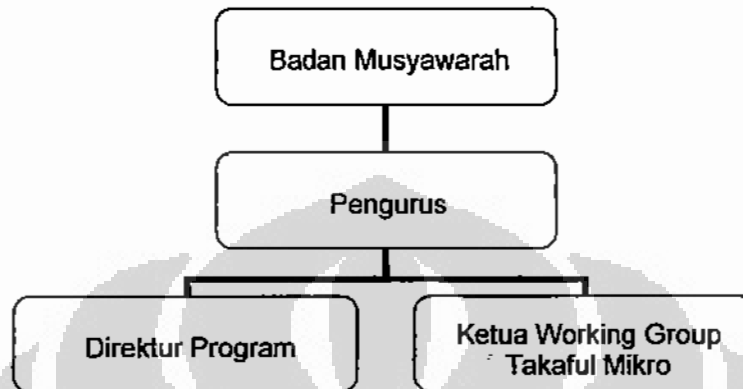 Badan Musyawarah
Pengurus
Direktur Program
Ketua Working Group
Takaful Mikro